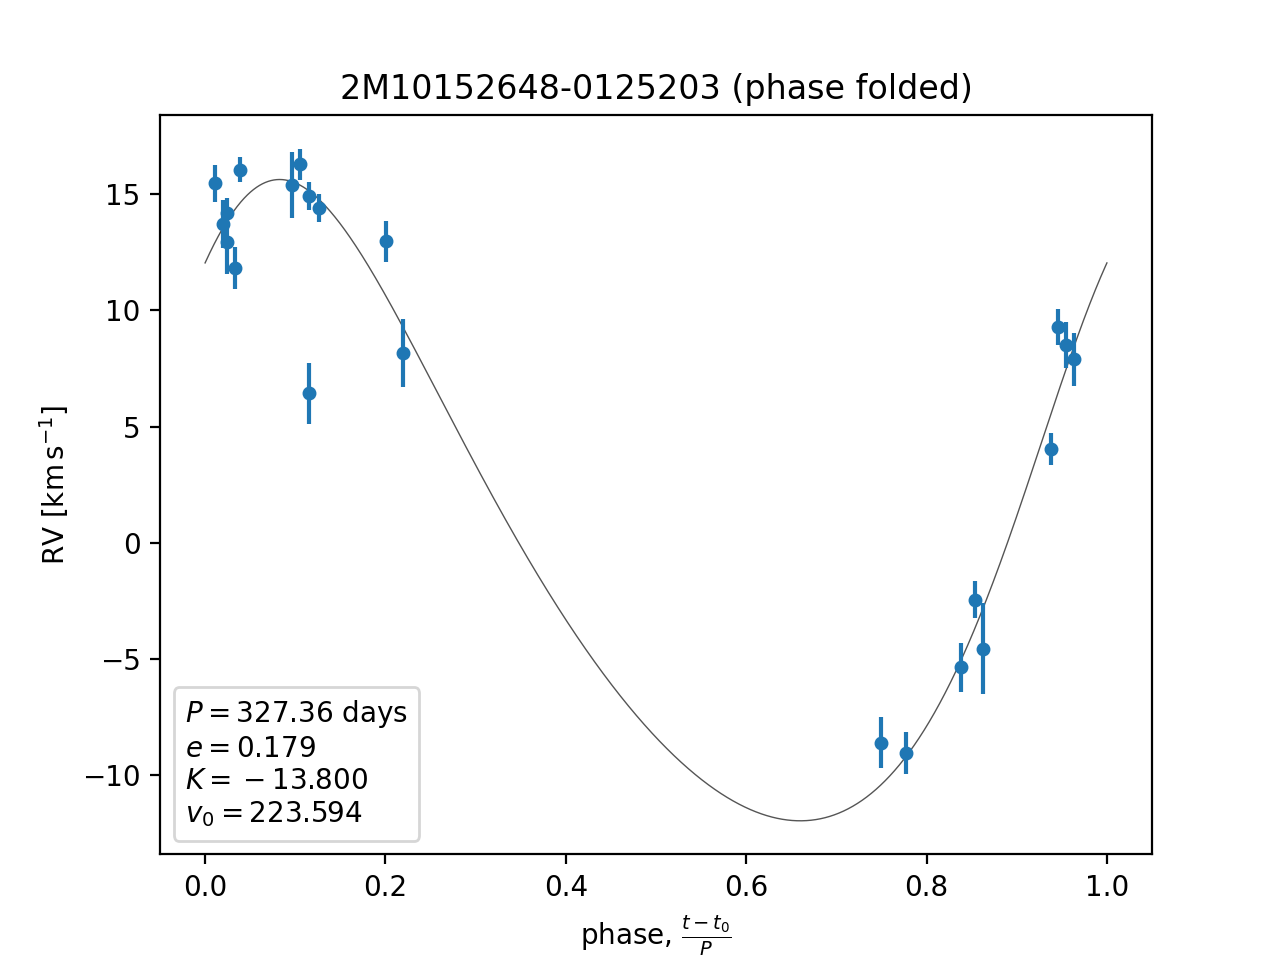 2M10152648-0125203 (phase folded)
RV [km s⁻¹]
15
10
5
0
−5
−10
P = 327.36 days
e = 0.179
K = −13.800
v₀ = 223.594
0.0 0.2 0.4 0.6 0.8 1.0
phase, (t − t₀)/P